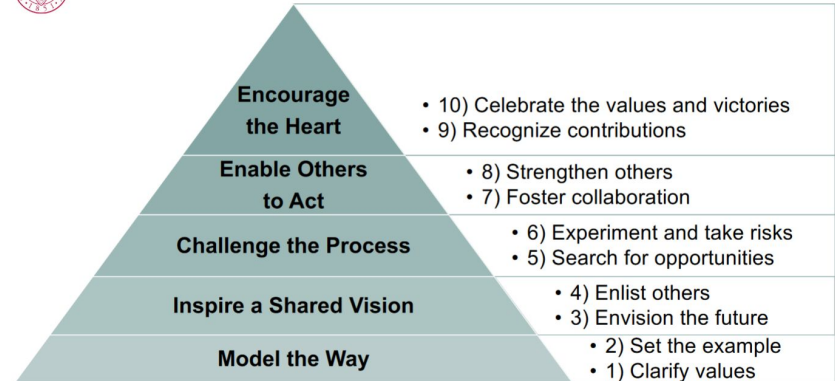 1851
Encourage
the Heart
• 10) Celebrate the values and victories
• 9) Recognize contributions
Enable Others
to Act
• 8) Strengthen others
• 7) Foster collaboration
Challenge the Process
• 6) Experiment and take risks
• 5) Search for opportunities
Inspire a Shared Vision
• 4) Enlist others
• 3) Envision the future
Model the Way
• 2) Set the example
• 1) Clarify values